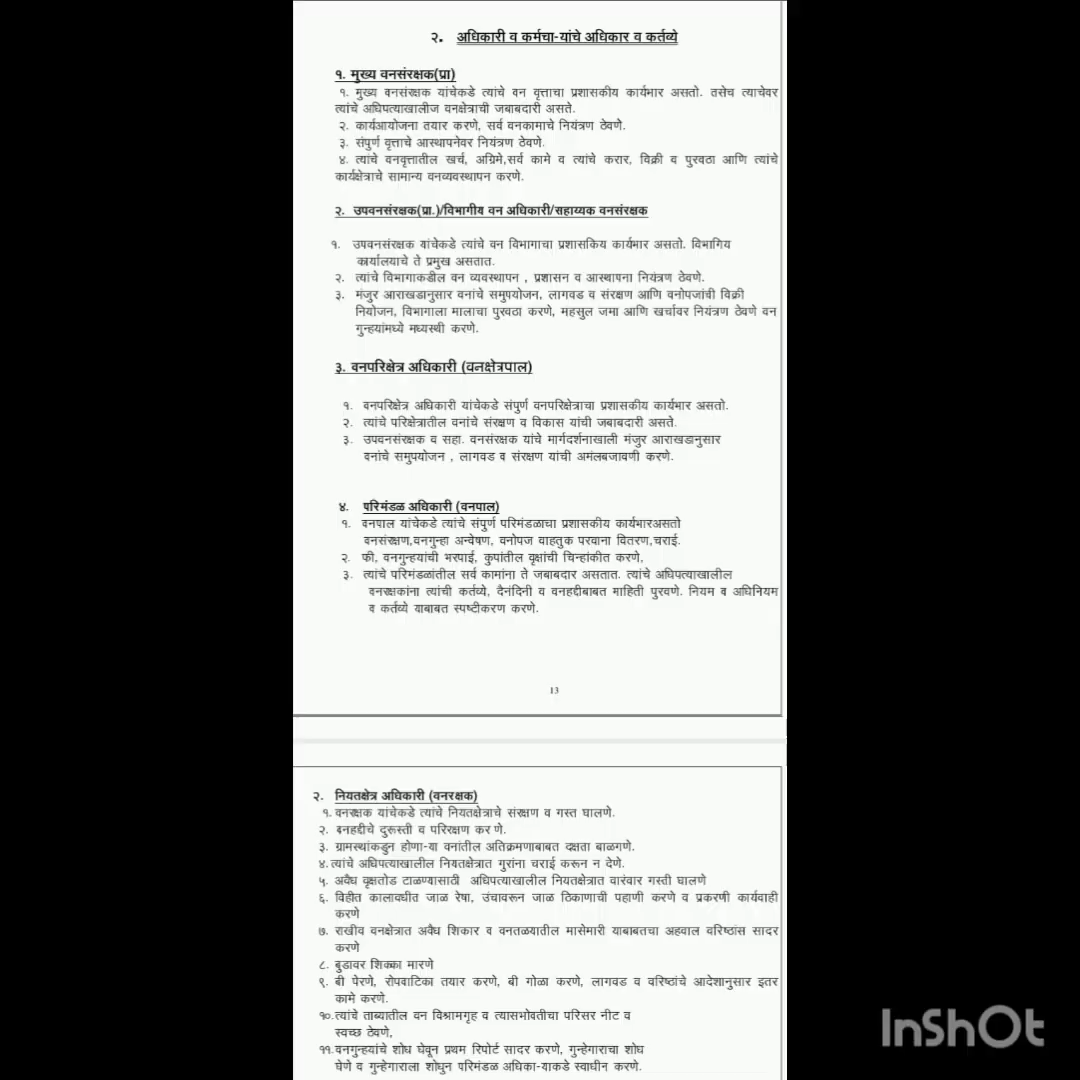 २. अधिकारी व कर्मचा-यांचे अधिकार व कर्तव्ये
१. मुख्य वनसंरक्षक(प्रा)
१. मुख्य वनसंरक्षक यांचेकडे त्यांचे वन वृत्ताचा प्रशासकीय कार्यभार असतो. तसेच त्याचेवर
त्यांचे अधिपत्याखालीज वनक्षेत्राची जबाबदारी असते.
२. कार्यआयोजना तयार करणे, सर्व वनकामाचे नियंत्रण ठेवणे.
३. संपुर्ण वृत्ताचे आस्थापनेवर नियंत्रण ठेवणे.
४. त्यांचे वनवृत्तातील खर्च, अग्रिमे,सर्व कामे व त्यांचे करार, विक्री व पुरवठा आणि त्यांचे
कार्यक्षेत्राचे सामान्य वनव्यवस्थापन करणे.
२. उपवनसंरक्षक(प्रा.)/विभागीय वन अधिकारी/सहाय्यक वनसंरक्षक
१. उपवनसंरक्षक यांचेकडे त्यांचे वन विभागाचा प्रशासकिय कार्यभार असतो. विभागिय
कार्यालयाचे ते प्रमुख असतात.
२. त्यांचे विभागाकडील वन व्यवस्थापन , प्रशासन व आस्थापना नियंत्रण ठेवणे.
३. मंजुर आराखडानुसार वनांचे समुपयोजन, लागवड व संरक्षण आणि वनोपजांची विक्री
नियोजन, विभागाला मालाचा पुरवठा करणे, महसुल जमा आणि खर्चावर नियंत्रण ठेवणे वन
गुन्हयांमध्ये मध्यस्थी करणे.
३. वनपरिक्षेत्र अधिकारी (वनक्षेत्रपाल)
१. वनपरिक्षेत्र अधिकारी यांचेकडे संपुर्ण वनपरिक्षेत्राचा प्रशासकीय कार्यभार असतो.
२. त्यांचे परिक्षेत्रातील वनांचे संरक्षण व विकास यांची जबाबदारी असते.
३. उपवनसंरक्षक व सहा. वनसंरक्षक यांचे मार्गदर्शनाखाली मंजुर आराखडानुसार
वनांचे समुपयोजन , लागवड व संरक्षण यांची अमंलबजावणी करणे.
४. परिमंडळ अधिकारी (वनपाल)
१. वनपाल यांचेकडे त्यांचे संपुर्ण परिमंडळाचा प्रशासकीय कार्यभारअसतो
वनसंरक्षण,वनगुन्हा अन्वेषण, वनोपज वाहतुक परवाना वितरण,चराई.
२. फी, वनगुन्हयांची भरपाई, कुपांतील वृक्षांची चिन्हांकीत करणे,
३. त्यांचे परिमंडळांतील सर्व कामांना ते जबाबदार असतात. त्यांचे अधिपत्याखालील
वनरक्षकांना त्यांची कर्तव्ये, दैनंदिनी व वनहद्दीबाबत माहिती पुरवणे. नियम व अधिनियम
व कर्तव्ये याबाबत स्पष्टीकरण करणे.
13
२. नियतक्षेत्र अधिकारी (वनरक्षक)
१. वनरक्षक यांचेकडे त्यांचे नियतक्षेत्राचे संरक्षण व गस्त घालणे.
२. वनहद्दीचे दुरूस्ती व परिरक्षण कर णे.
३. ग्रामस्थांकडुन होणा-या वनांतील अतिक्रमणाबाबत दक्षता बाळगणे.
४.त्यांचे अधिपत्याखालील नियतक्षेत्रात गुरांना चराई करून न देणे.
५. अवैध वृक्षतोड टाळण्यासाठी अधिपत्याखालील नियतक्षेत्रात वारंवार गस्ती घालणे
६. विहीत कालावधीत जाळ रेषा, उंचावरून जाळ ठिकाणाची पहाणी करणे व प्रकरणी कार्यवाही
करणे
७. राखीव वनक्षेत्रात अवैध शिकार व वनतळयातील मासेमारी याबाबतचा अहवाल वरिष्ठांस सादर
करणे
८. बुडावर शिक्का मारणे
९. बी पेरणे, रोपवाटिका तयार करणे, बी गोळा करणे, लागवड व वरिष्ठांचे आदेशानुसार इतर
कामे करणे.
१०.त्यांचे ताब्यातील वन विश्रामगृह व त्यासभोवतीचा परिसर नीट व
स्वच्छ ठेवणे,
११.वनगुन्हयांचे शोध घेवून प्रथम रिपोर्ट सादर करणे, गुन्हेगाराचा शोध
घेणे व गुन्हेगाराला शोधुन परिमंडळ अधिका-याकडे स्वाधीन करणे.
InShOt